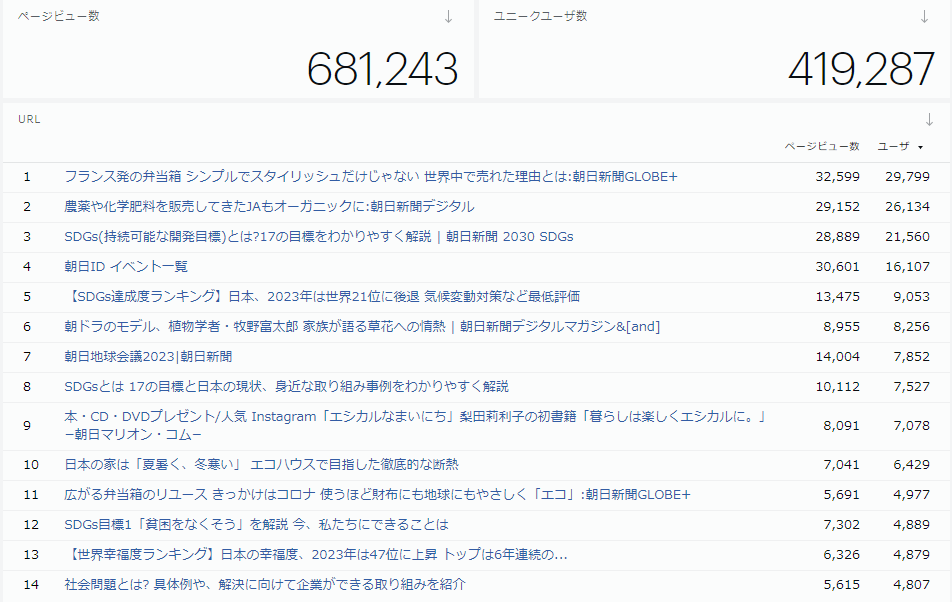 ページビュー数 ↓
681,243
ユニークユーザ数 ↓
419,287
URL ↓
ページビュー数 ユーザ ▼
1 フランス発の弁当箱 シンプルでスタイリッシュだけじゃない 世界中で売れた理由とは:朝日新聞GLOBE+ 32,599 29,799
2 農薬や化学肥料を販売してきたJAもオーガニックに:朝日新聞デジタル 29,152 26,134
3 SDGs(持続可能な開発目標)とは?17の目標をわかりやすく解説 | 朝日新聞 2030 SDGs 28,889 21,560
4 朝日ID イベント一覧 30,601 16,107
5 【SDGs達成度ランキング】日本、2023年は世界21位に後退 気候変動対策など最低評価 13,475 9,053
6 朝ドラのモデル、植物学者・牧野富太郎 家族が語る草花への情熱 | 朝日新聞デジタルマガジン&[and] 8,955 8,256
7 朝日地球会議2023|朝日新聞 14,004 7,852
8 SDGsとは 17の目標と日本の現状、身近な取り組み事例をわかりやすく解説 10,112 7,527
9 本・CD・DVDプレゼント/人気 Instagram「エシカルなまいにち」梨田莉利子の初書籍「暮らしは楽しくエシカルに。」
−朝日マリオン・コム− 8,091 7,078
10 日本の家は「夏暑く、冬寒い」 エコハウスで目指した徹底的な断熱 7,041 6,429
11 広がる弁当箱のリユース きっかけはコロナ 使うほど財布にも地球にもやさしく「エコ」:朝日新聞GLOBE+ 5,691 4,977
12 SDGs目標1「貧困をなくそう」を解説 今、私たちにできることは 7,302 4,889
13 【世界幸福度ランキング】日本の幸福度、2023年は47位に上昇 トップは6年連続の... 6,326 4,879
14 社会問題とは? 具体例や、解決に向けて企業ができる取り組みを紹介 5,615 4,807